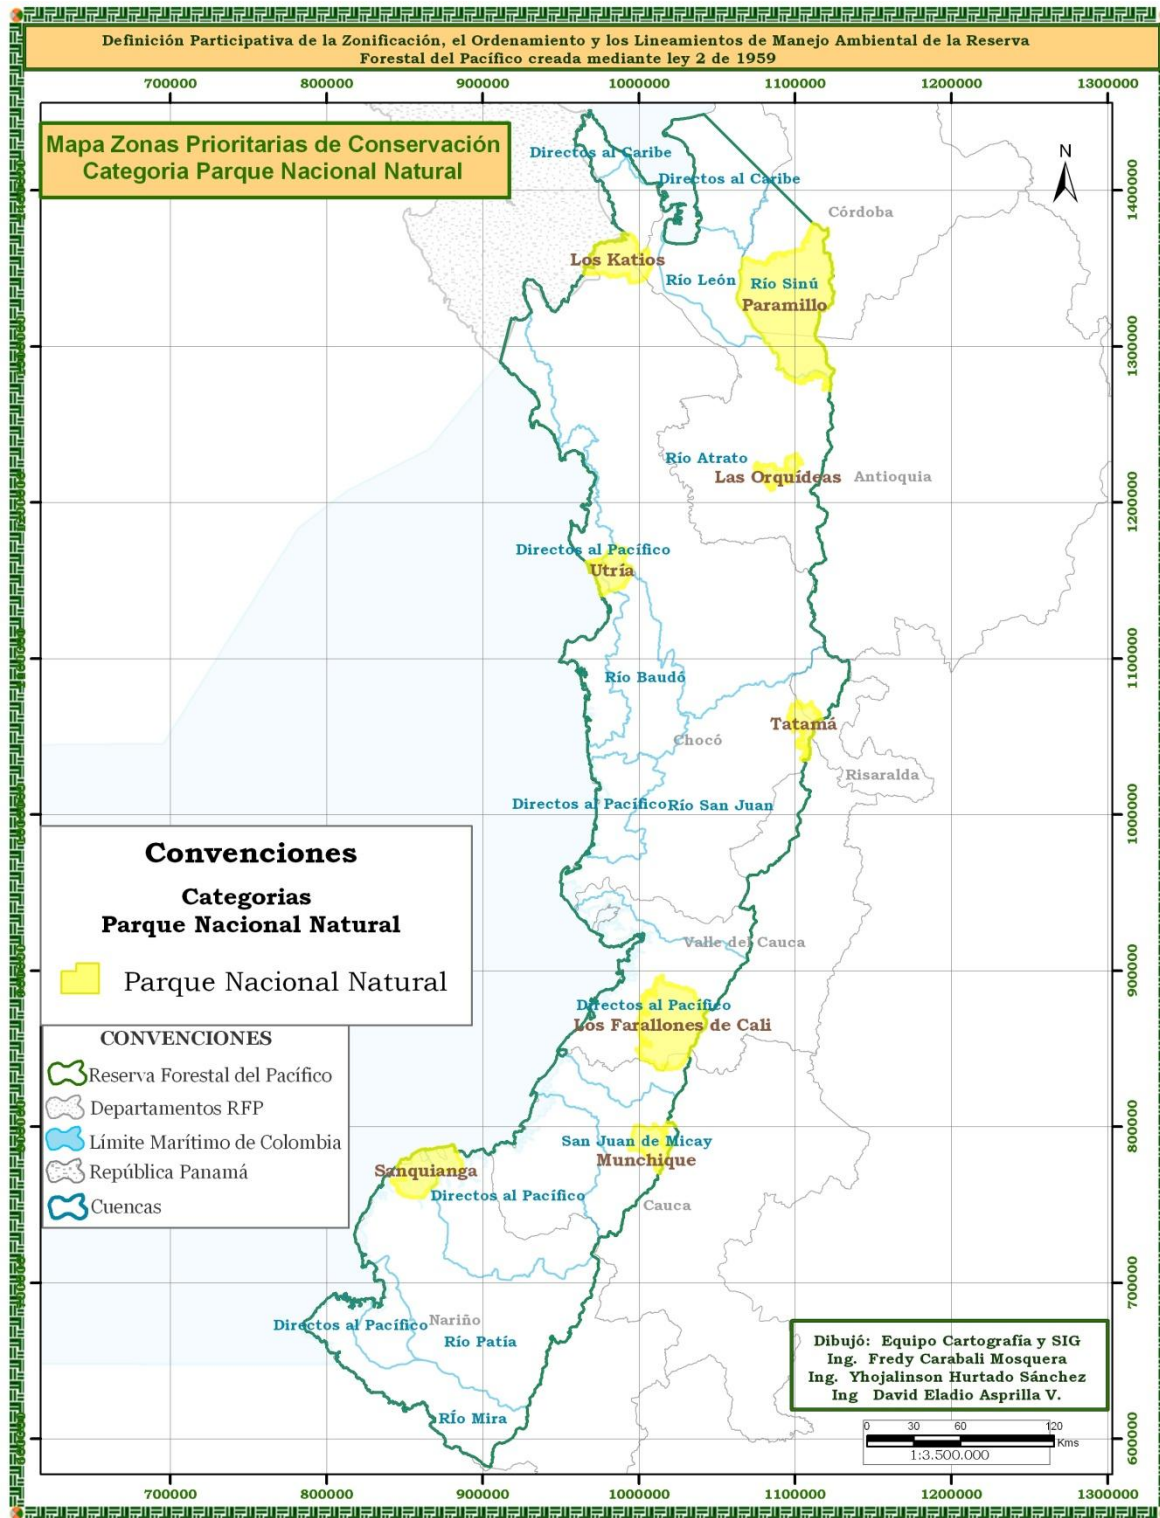 Definición Participativa de la Zonificación, el Ordenamiento y los Lineamientos de Manejo Ambiental de la Reserva
Forestal del Pacífico creada mediante ley 2 de 1959
700000 800000 900000 1000000 1100000 1200000 1300000
Mapa Zonas Prioritarias de Conservación
Categoria Parque Nacional Natural
N
Directos al Caribe
Directos al Caribe
1400000
Córdoba
Los Katios
Río León
Río Sinú
Paramillo
1300000
Río Atrato
Las Orquídeas
Antioquia
1200000
Directos al Pacífico
Utría
1100000
Río Baudó
Tatamá
Chocó
Risaralda
Directos al Pacífico
Río San Juan
1000000
Convenciones
Categorias
Parque Nacional Natural
Parque Nacional Natural
Valle del Cauca
900000
Directos al Pacífico
Los Farallones de Cali
CONVENCIONES
Reserva Forestal del Pacífico
Departamentos RFP
Límite Marítimo de Colombia
República Panamá
Cuencas
800000
San Juan de Micay
Munchique
Sanquianga
Directos al Pacífico
Cauca
700000
Directos al Pacífico
Nariño
Río Patía
RÍo Mira
Dibujó: Equipo Cartografía y SIG
Ing. Fredy Carabali Mosquera
Ing. Yhojalinson Hurtado Sánchez
Ing David Eladio Asprilla V.
0 30 60 120
Kms
1:3.500.000
600000
700000 800000 900000 1000000 1100000 1200000 1300000